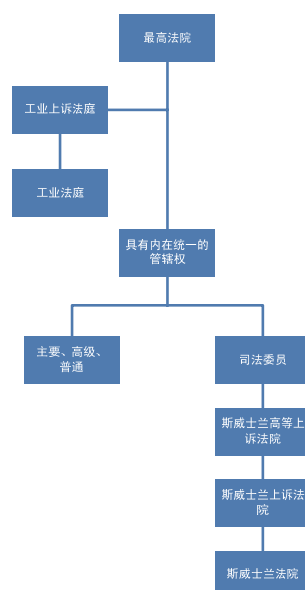 最高法院
工业上诉法庭
工业法庭
具有内在统一的
管辖权
主要、高级、
普通
司法委员
斯威士兰高等上
诉法院
斯威士兰上诉法
院
斯威士兰法院